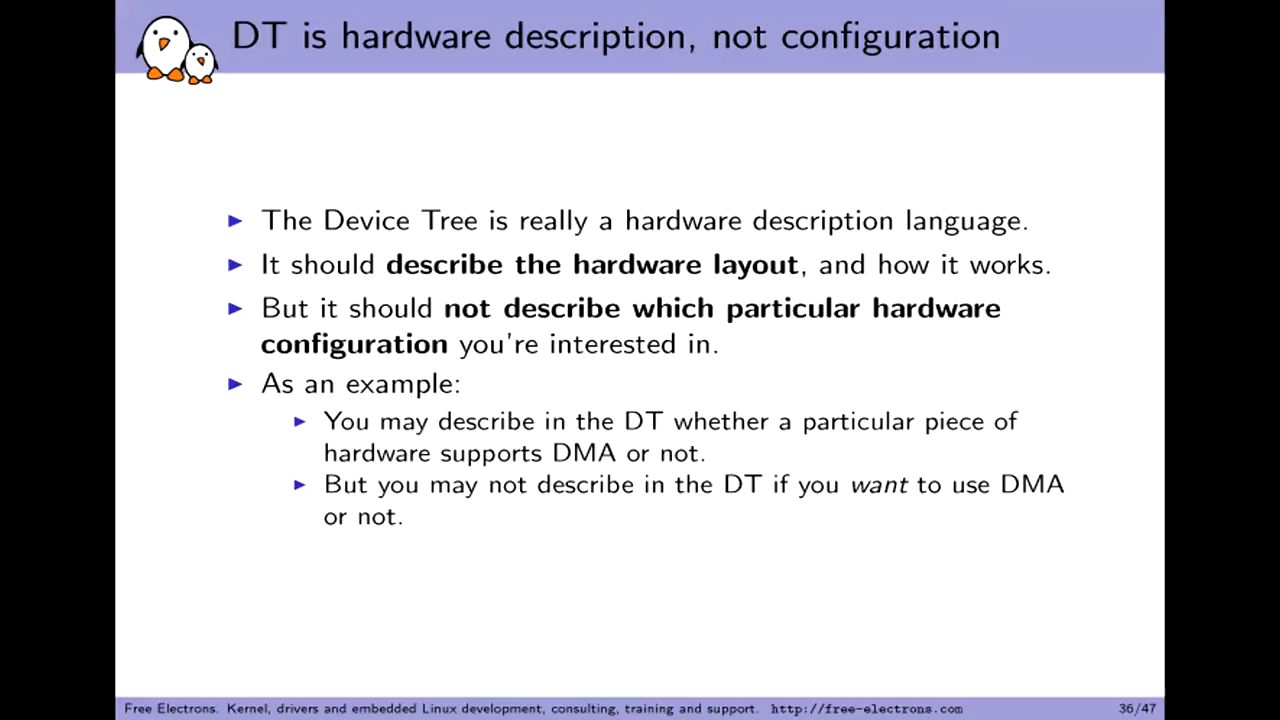 DT is hardware description, not configuration
The Device Tree is really a hardware description language.
It should describe the hardware layout, and how it works.
But it should not describe which particular hardware
configuration you're interested in.
As an example:
You may describe in the DT whether a particular piece of
hardware supports DMA or not.
But you may not describe in the DT if you want to use DMA
or not.
Free Electrons. Kernel, drivers and embedded Linux development, consulting, training and support. http://free-electrons.com 36/47